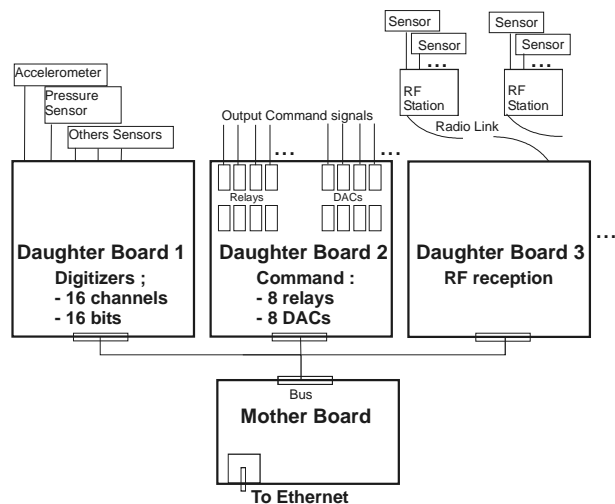 Sensor
Sensor
...
RF
Station
Sensor
Sensor
...
RF
Station
Radio Link
Accelerometer
Pressure
Sensor
Others Sensors
Output Command signals
...
...
Relays
DACs
Daughter Board 1
Digitizers ;
- 16 channels
- 16 bits
Daughter Board 2
Command :
- 8 relays
- 8 DACs
Daughter Board 3
RF reception
...
Bus
Mother Board
To Ethernet